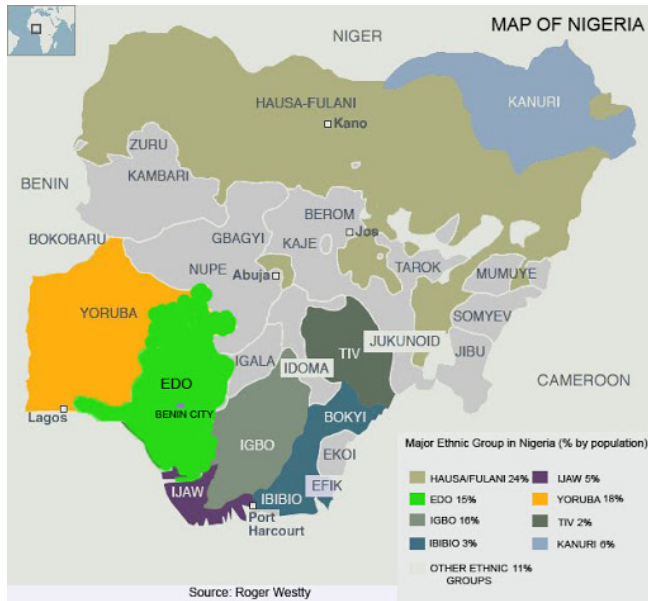 MAP OF NIGERIA
NIGER
KANURI
HAUSA-FULANI
Kano
ZURU
KAMBARI
BENIN
BEROM
BOKOBARU
GBAGYI
KAJE
Jos
NUPE
TAROK
Abuja
MUMUYE
YORUBA
SOMYEV
TIV
JUKUNOID
JIBU
IGALA
IDOMA
EDO
CAMEROON
BENIN CITY
Lagos
BOKYI
IGBO
EKOI
EFIK
IJAW
IBIBIO
Port
Harcourt
Major Ethnic Group in Nigeria (% by population)
HAUSA/FULANI 24%
IJAW 5%
EDO 15%
YORUBA 18%
IGBO 16%
TIV 2%
IBIBIO 3%
KANURI 6%
OTHER ETHNIC 11%
GROUPS
Source: Roger Westty